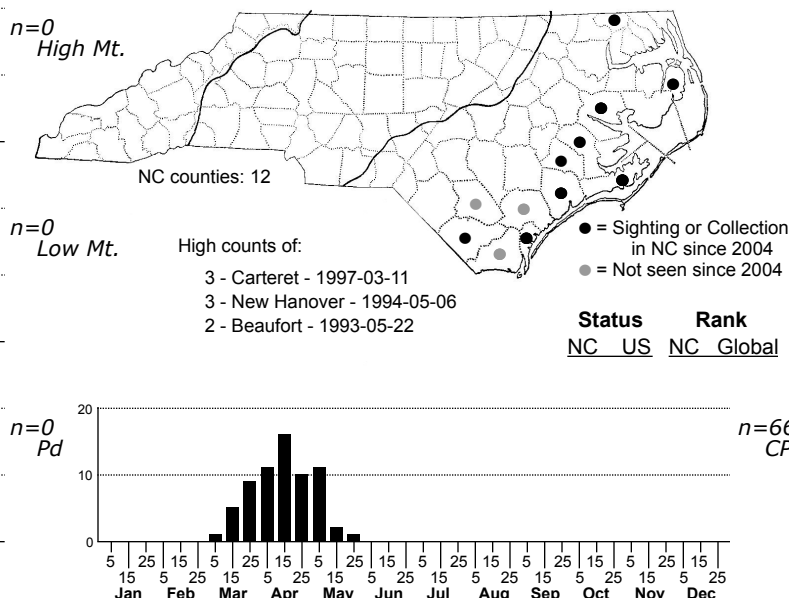 n=0
High Mt.
NC counties: 12
n=0
Low Mt.
High counts of:
3 - Carteret - 1997-03-11
3 - New Hanover - 1994-05-06
2 - Beaufort - 1993-05-22
= Sighting or Collection
in NC since 2004
= Not seen since 2004
Status Rank
NC US NC Global
n=0
Pd
n=66
CP
20
10
0
5 25 15 5 25 15 5 25 15 5 25 15 5 25 15 5 25 15
15 5 25 15 5 25 15 5 25 15 5 25 15 5 25 15 5 25
Jan Feb Mar Apr May Jun Jul Aug Sep Oct Nov Dec